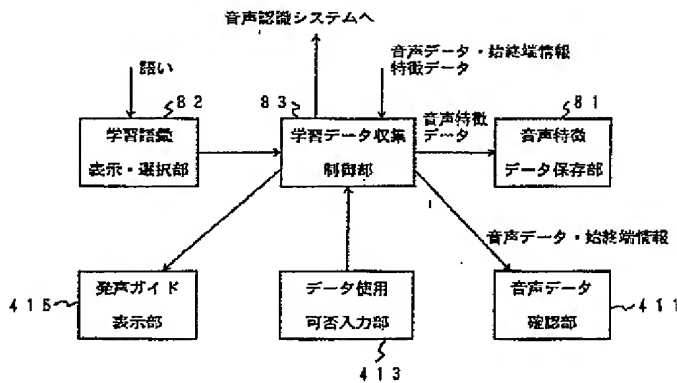 音声認識システムへ
語い
音声データ・始終端情報
特徴データ
82
83
81
学習語彙
表示・選択部
学習データ収集
制御部
音声特徴
データ
音声特徴
データ保存部
音声データ・始終端情報
415
発声ガイド
表示部
データ使用
可否入力部
音声データ
確認部
411
413